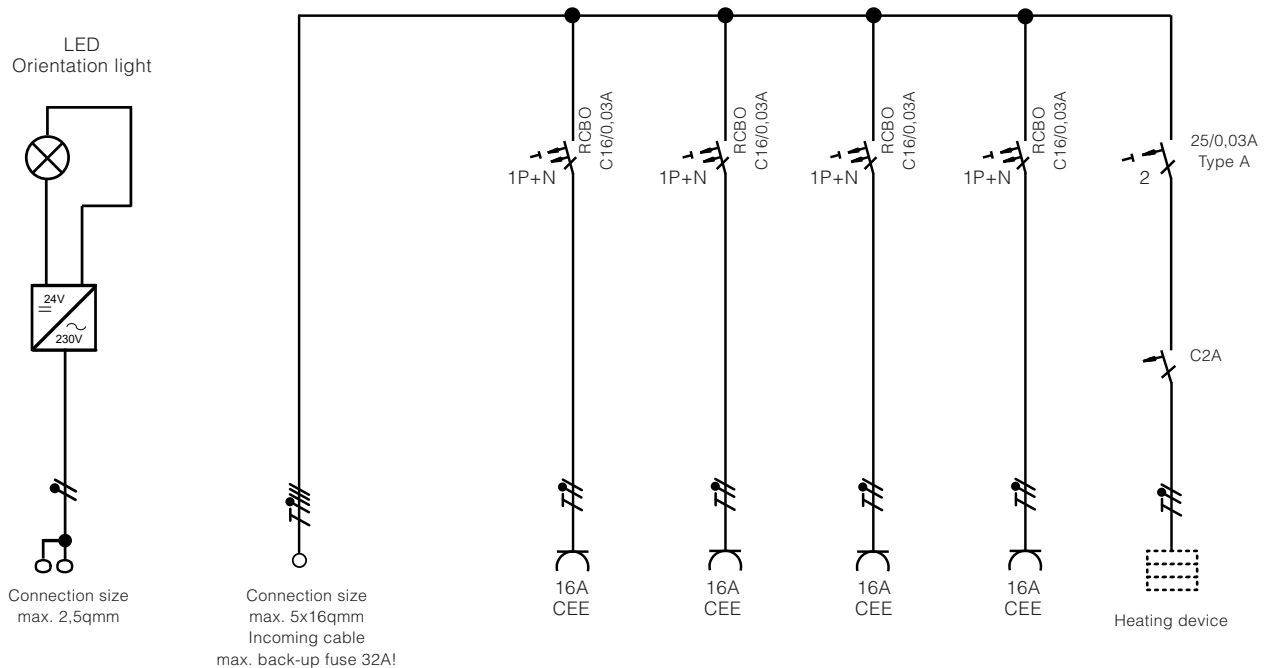 LED
Orientation light
24V
230V
Connection size
max. 2,5qmm
Connection size
max. 5x16qmm
Incoming cable
max. back-up fuse 32A!
RCBO
C16/0,03A
1P+N
16A
CEE
RCBO
C16/0,03A
1P+N
16A
CEE
RCBO
C16/0,03A
1P+N
16A
CEE
RCBO
C16/0,03A
1P+N
16A
CEE
25/0,03A
Type A
2
C2A
Heating device